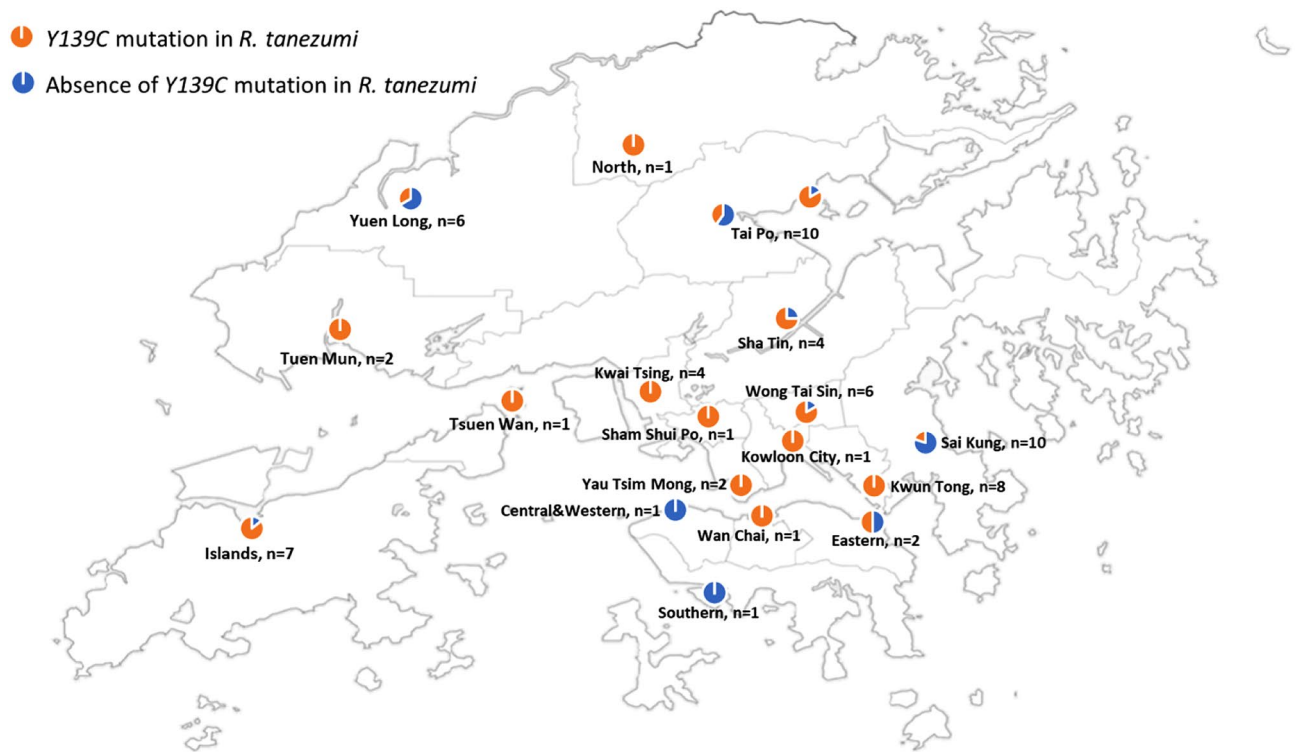 Y139C mutation in R. tanezumi
Absence of Y139C mutation in R. tanezumi
North, n=1
Yuen Long, n=6
Tai Po, n=10
Sha Tin, n=4
Tuen Mun, n=2
Kwai Tsing, n=4
Wong Tai Sin, n=6
Tsuen Wan, n=1
Sham Shui Po, n=1
Sai Kung, n=10
Kowloon City, n=1
Yau Tsim Mong, n=2
Kwun Tong, n=8
Central&Western, n=1
Wan Chai, n=1
Eastern, n=2
Islands, n=7
Southern, n=1